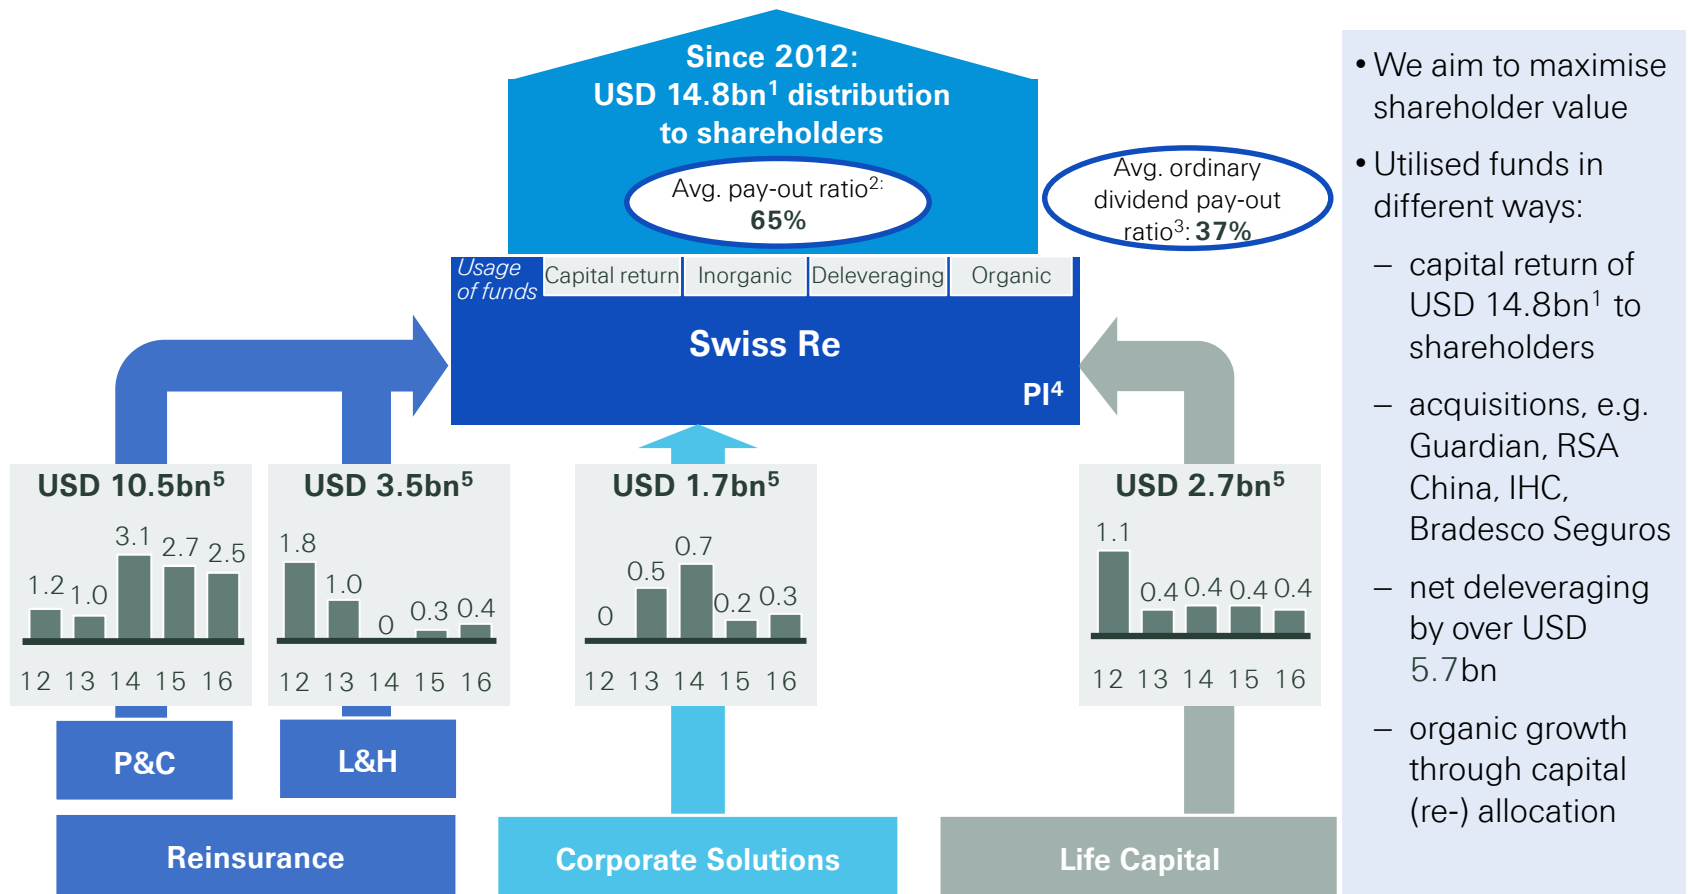 Since 2012:
USD 14.8bn¹ distribution
to shareholders
Avg. pay-out ratio²:
65%
Avg. ordinary
dividend pay-out
ratio³: 37%
Usage
of funds
Capital return
Inorganic
Deleveraging
Organic
Swiss Re
PI⁴
USD 10.5bn⁵
1.2 1.0 3.1 2.7 2.5
12 13 14 15 16
P&C
USD 3.5bn⁵
1.8 1.0 0 0.3 0.4
12 13 14 15 16
L&H
Reinsurance
USD 1.7bn⁵
0 0.5 0.7 0.2 0.3
12 13 14 15 16
Corporate Solutions
USD 2.7bn⁵
1.1 0.4 0.4 0.4 0.4
12 13 14 15 16
Life Capital
• We aim to maximise
shareholder value
• Utilised funds in
different ways:
– capital return of
USD 14.8bn¹ to
shareholders
– acquisitions, e.g.
Guardian, RSA
China, IHC,
Bradesco Seguros
– net deleveraging
by over USD
5.7bn
– organic growth
through capital
(re-) allocation